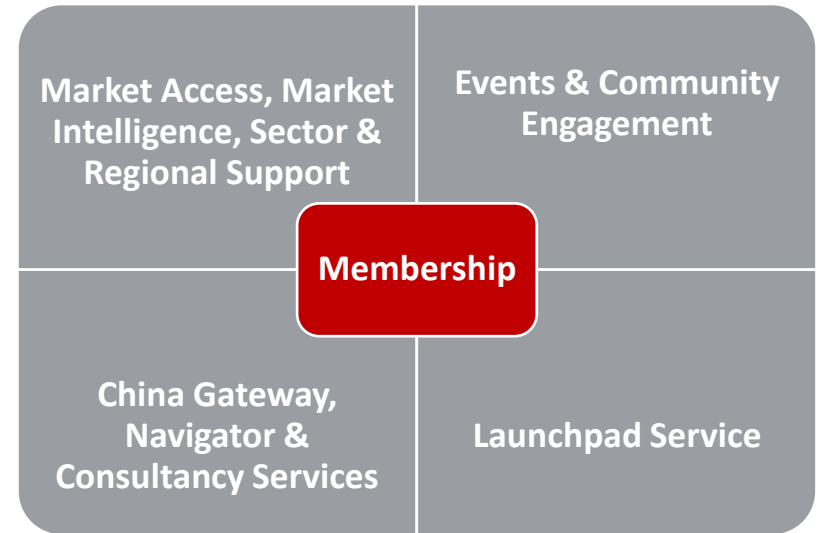 Market Access, Market
Intelligence, Sector &
Regional Support
Events & Community
Engagement
Membership
China Gateway,
Navigator &
Consultancy Services
Launchpad Service